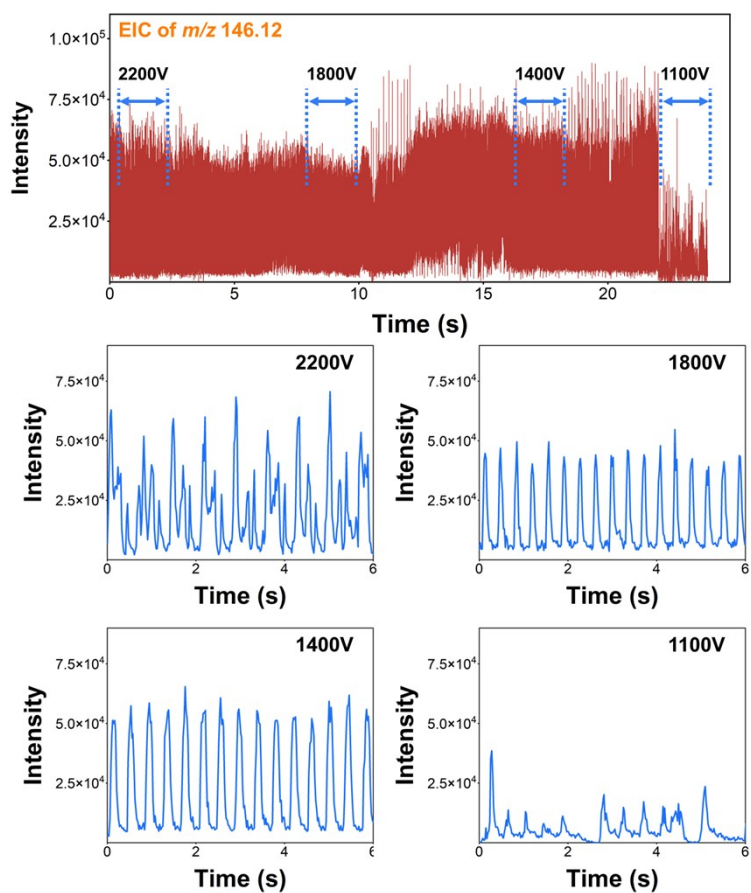 EIC of m/z 146.12
1.0×10⁵
2200V
1800V
1400V
1100V
7.5×10⁴
5.0×10⁴
2.5×10⁴
Intensity
0
5
10
15
20
Time (s)
2200V
7.5×10⁴
5.0×10⁴
2.5×10⁴
Intensity
0
2
4
6
Time (s)
1800V
7.5×10⁴
5.0×10⁴
2.5×10⁴
Intensity
0
2
4
6
Time (s)
1400V
7.5×10⁴
5.0×10⁴
2.5×10⁴
Intensity
0
2
4
6
Time (s)
1100V
7.5×10⁴
5.0×10⁴
2.5×10⁴
Intensity
0
2
4
6
Time (s)